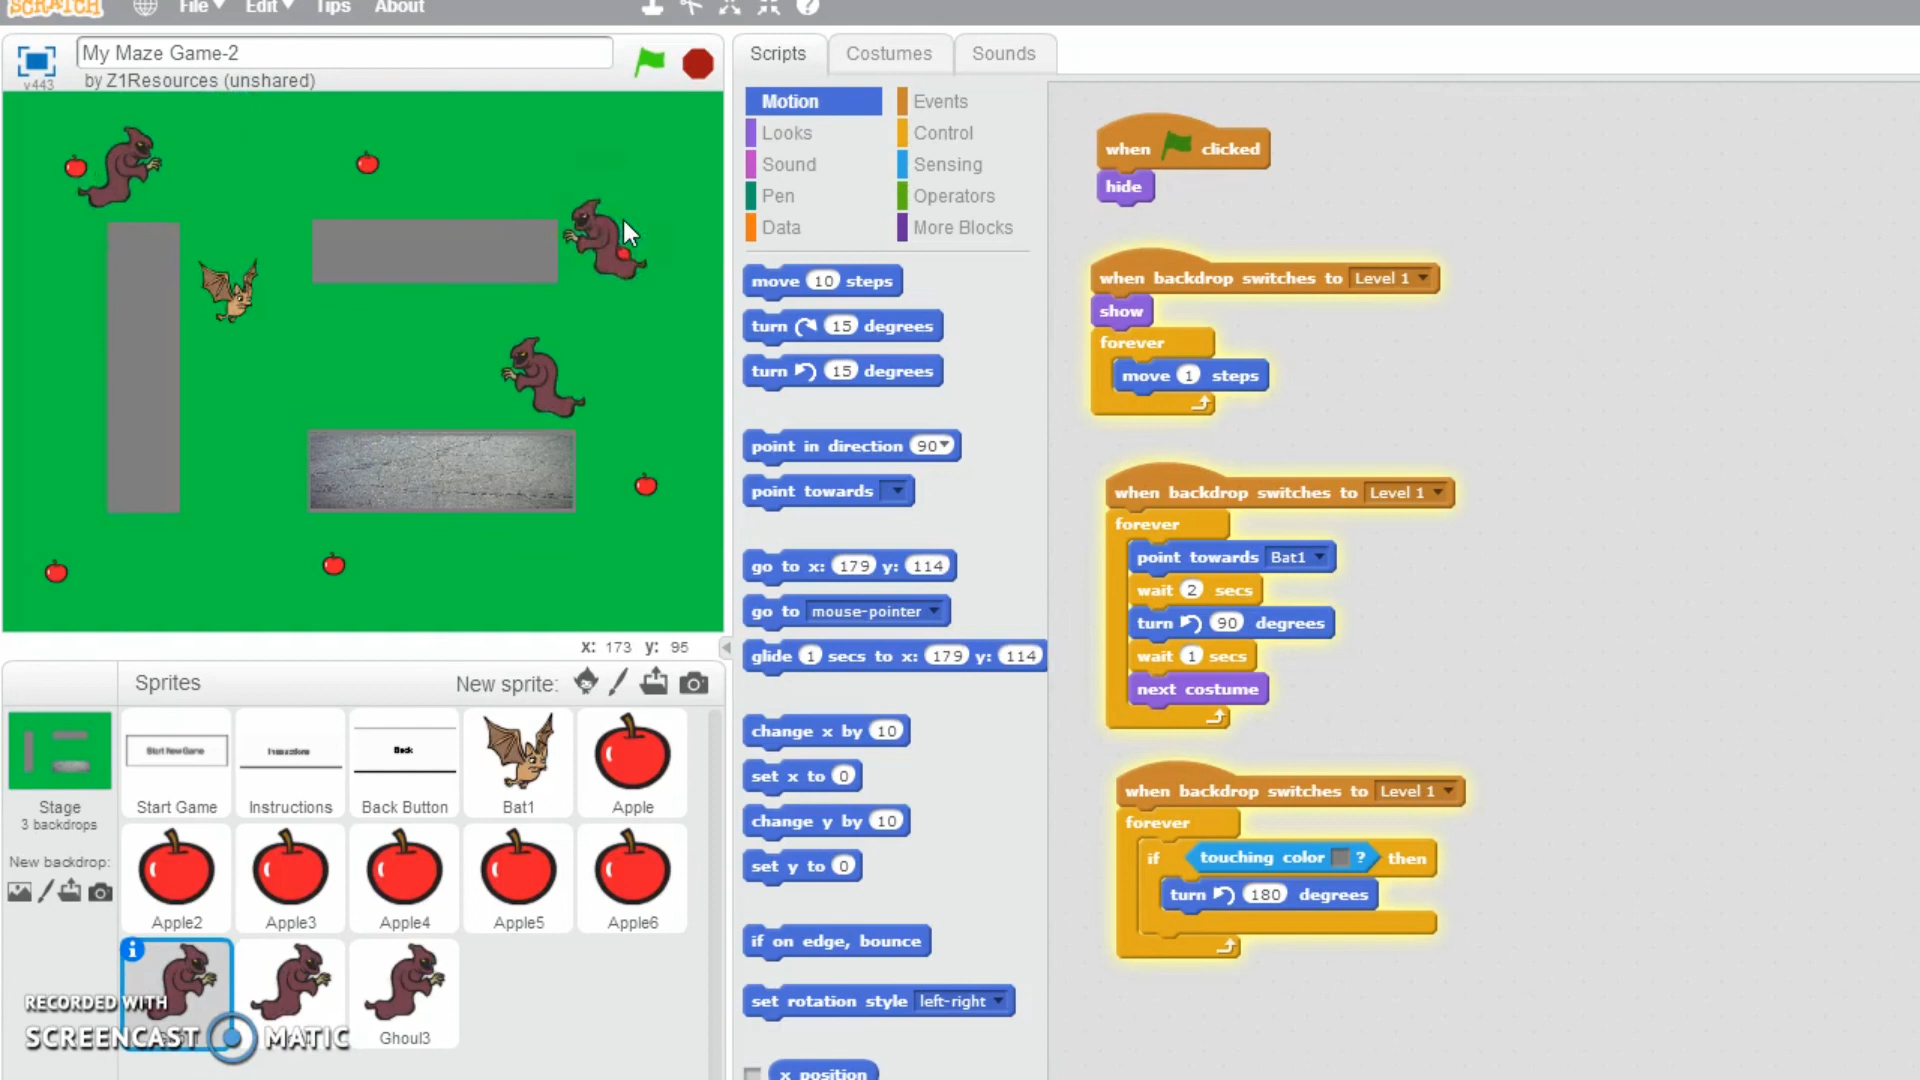 SCRATCH File Edit Tips About
My Maze Game-2
v443 by Z1Resources (unshared)
Scripts Costumes Sounds
Motion Events
Looks Control
Sound Sensing
Pen Operators
Data More Blocks
move 10 steps
turn 15 degrees
turn 15 degrees
point in direction 90
point towards
go to x: 179 y: 114
go to mouse-pointer
glide 1 secs to x: 179 y: 114
change x by 10
set x to 0
change y by 10
set y to 0
if on edge, bounce
set rotation style left-right
x position
when clicked
hide
when backdrop switches to Level 1
show
forever
move 1 steps
when backdrop switches to Level 1
forever
point towards Bat1
wait 2 secs
turn 90 degrees
wait 1 secs
next costume
when backdrop switches to Level 1
forever
if touching color ? then
turn 180 degrees
x: 173 y: 95
Sprites New sprite:
Stage
3 backdrops
New backdrop:
Start New Game
Instructions
Back
Start Game Instructions Back Button Bat1 Apple
Apple2 Apple3 Apple4 Apple5 Apple6
Ghoul3
RECORDED WITH
SCREENCAST MATIC